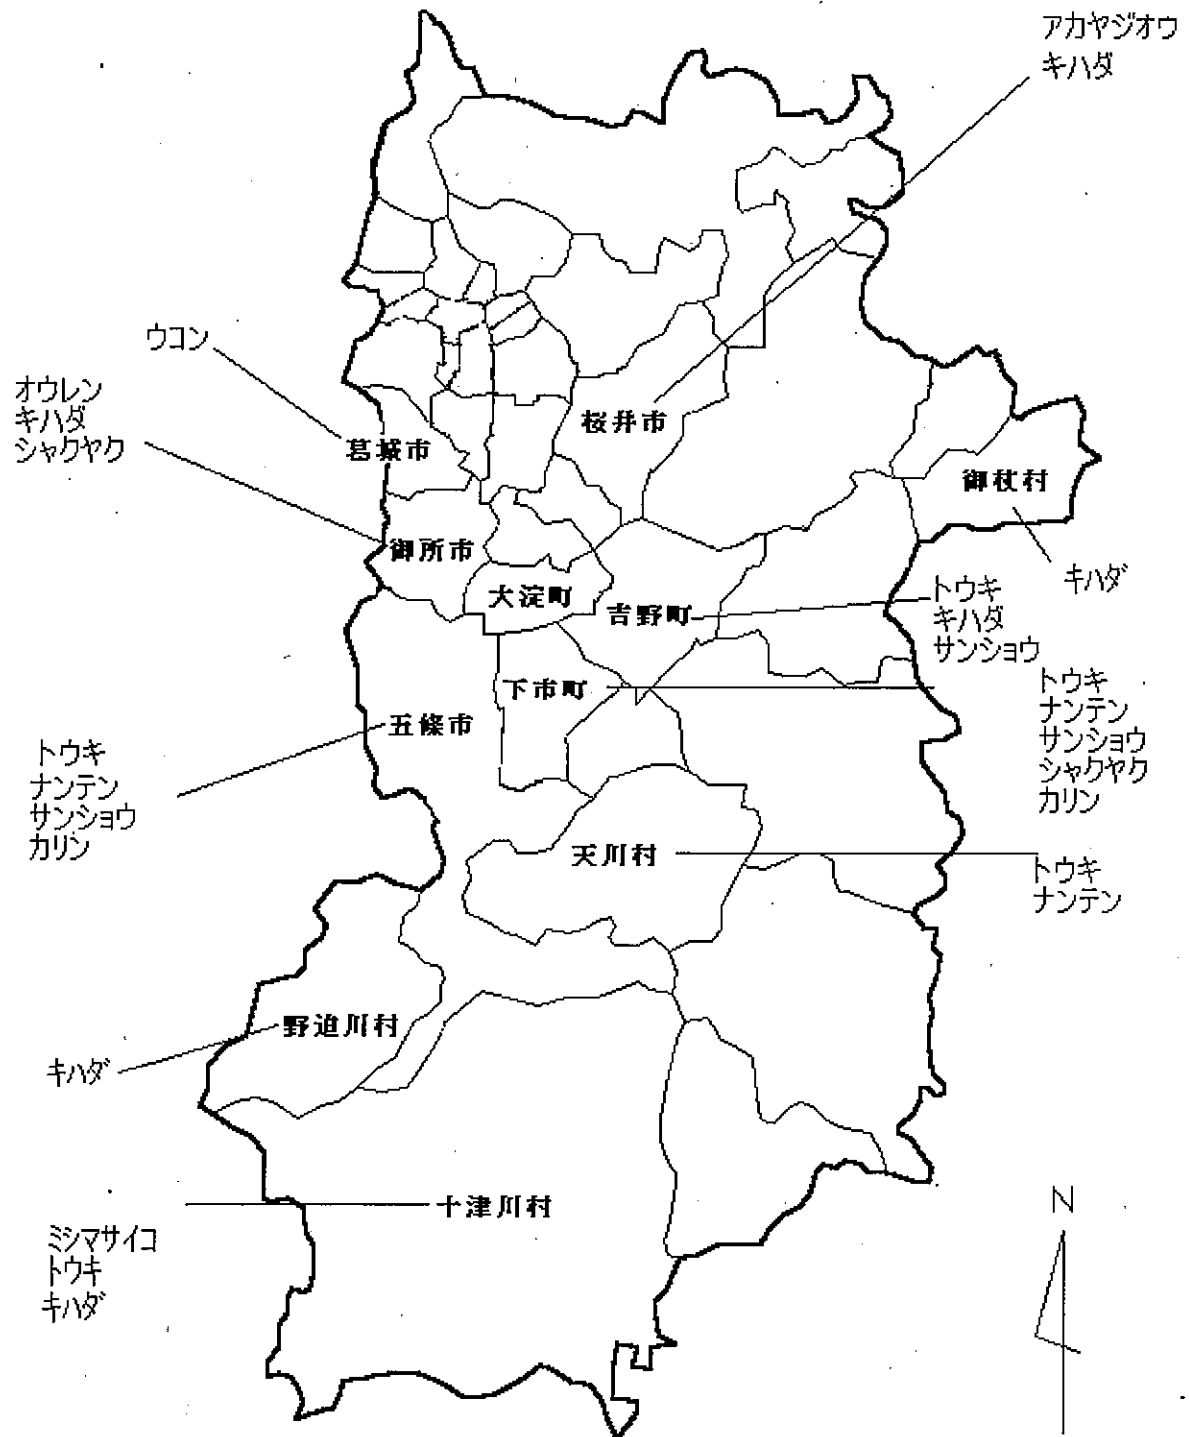 アカヤジオウ
キハダ
ウコン
オウレン
キハダ
シャクヤク
桜井市
葛城市
御杖村
御所市
キハダ
大淀町
吉野町
トウキ
キハダ
サンショウ
下市町
トウキ
ナンテン
サンショウ
シャクヤク
カリン
五條市
トウキ
ナンテン
サンショウ
カリン
天川村
トウキ
ナンテン
野迫川村
キハダ
十津川村
ミシマサイコ
トウキ
キハダ
N